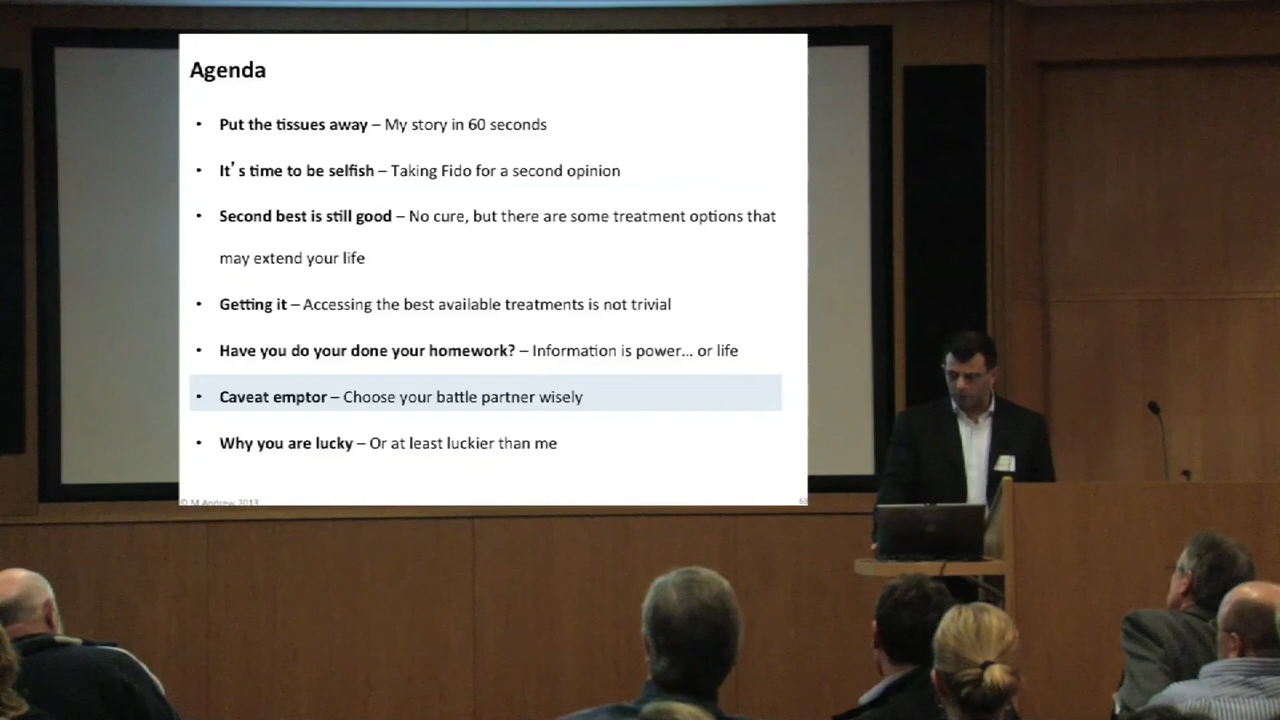 Agenda
• Put the tissues away – My story in 60 seconds
• It's time to be selfish – Taking Fido for a second opinion
• Second best is still good – No cure, but there are some treatment options that
may extend your life
• Getting it – Accessing the best available treatments is not trivial
• Have you do your done your homework? – Information is power... or life
• Caveat emptor – Choose your battle partner wisely
• Why you are lucky – Or at least luckier than me
© M Andrew 2013